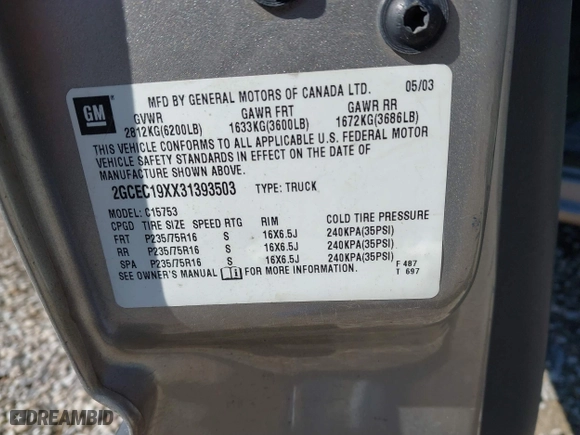 GM
MFD BY GENERAL MOTORS OF CANADA LTD. 05/03
GVWR GAWR FRT GAWR RR
2812KG(6200LB) 1633KG(3600LB) 1672KG(3686LB)
THIS VEHICLE CONFORMS TO ALL APPLICABLE U.S. FEDERAL MOTOR
VEHICLE SAFETY STANDARDS IN EFFECT ON THE DATE OF
MANUFACTURE SHOWN ABOVE.
2GCEC19XX31393503 TYPE: TRUCK
MODEL: C15753
CPGD TIRE SIZE SPEED RTG RIM COLD TIRE PRESSURE
FRT P235/75R16 S 16X6.5J 240KPA(35PSI)
RR P235/75R16 S 16X6.5J 240KPA(35PSI)
SPA P235/75R16 S 16X6.5J 240KPA(35PSI)
SEE OWNER'S MANUAL FOR MORE INFORMATION. F 487
T 697
DREAMBID